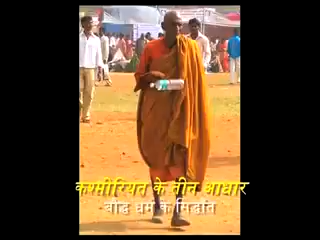 कश्मीरियत के तीन आधार
बौद्ध धर्म के सिद्धांत